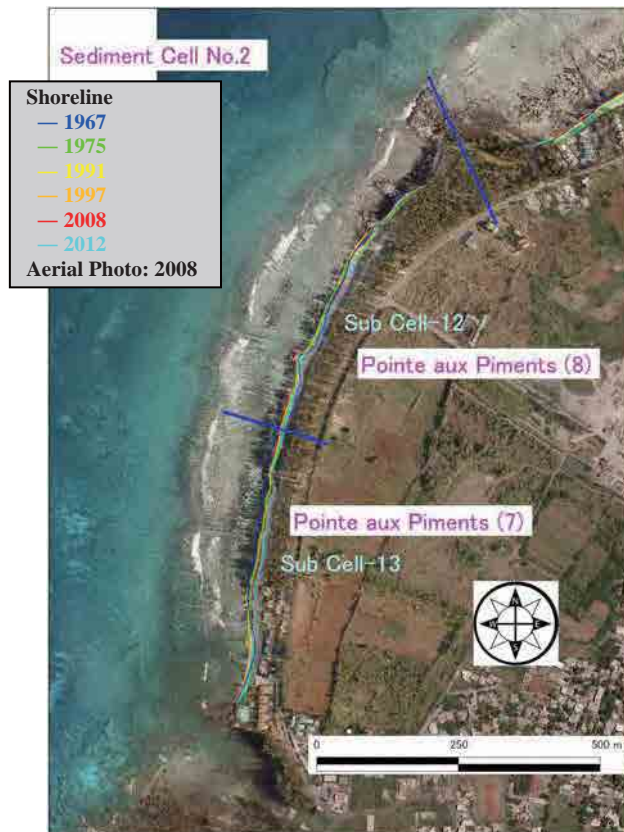 Sediment Cell No.2
Shoreline
— 1967
— 1975
— 1991
— 1997
— 2008
— 2012
Aerial Photo: 2008
Sub Cell-12
Pointe aux Piments (8)
Pointe aux Piments (7)
Sub Cell-13
N
W E
S
0 250 500 m